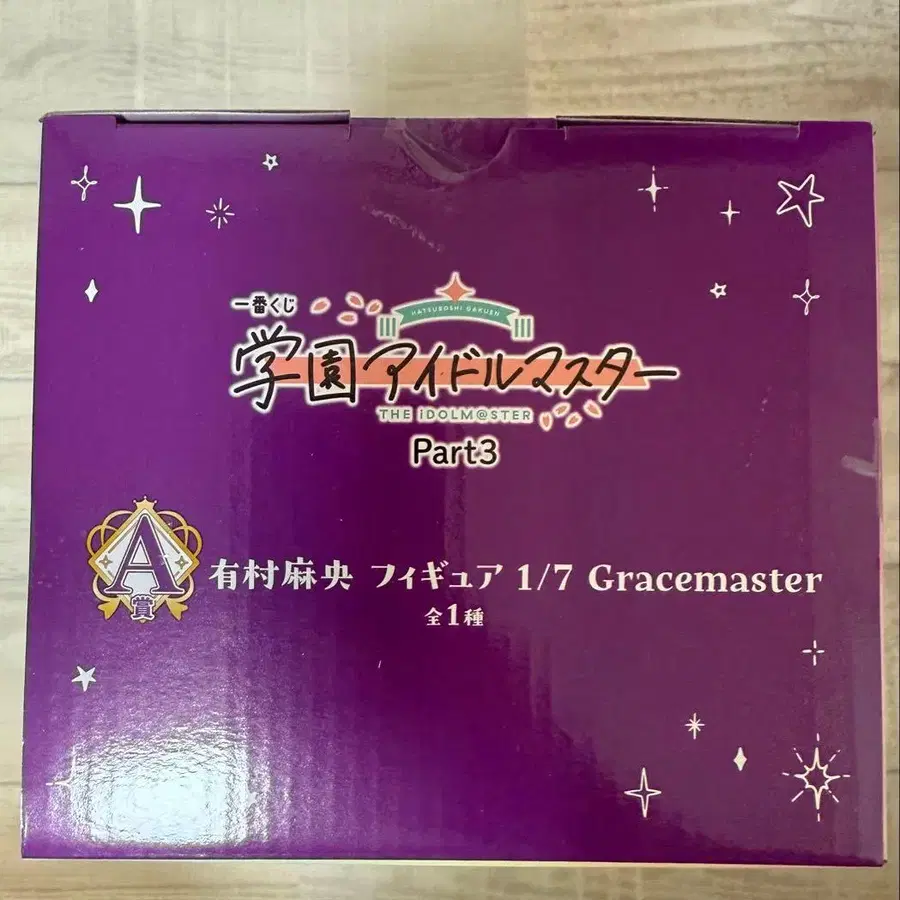 一番くじ
HATSUBOSHI GAKUEN
学園アイドルマスター
THE iDOLM@STER
Part3
A賞
有村麻央 フィギュア 1/7 Gracemaster
全1種